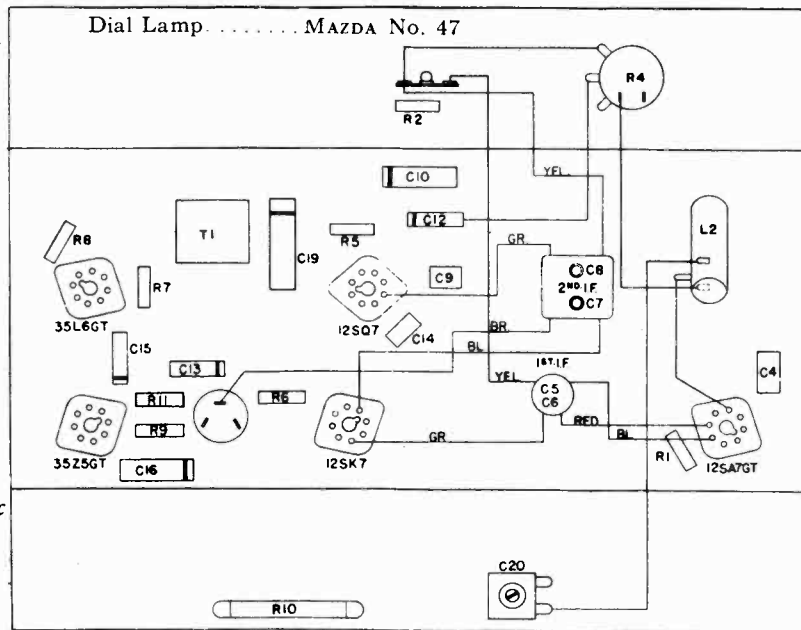 Dial Lamp ........ MAZDA No. 47
R4
R2
YEL.
C10
C12
L2
R8
T1
C19
R5
GR.
C9
C8
2ND. I.F.
C7
R7
35L6GT
12SQ7
C14
BR.
BL.
C15
1ST. I.F
C13
YEL.
C5
C6
C4
R11
R6
RED
R9
GR.
BL.
R1
35Z5GT
C16
12SK7
12SA7GT
C20
R10